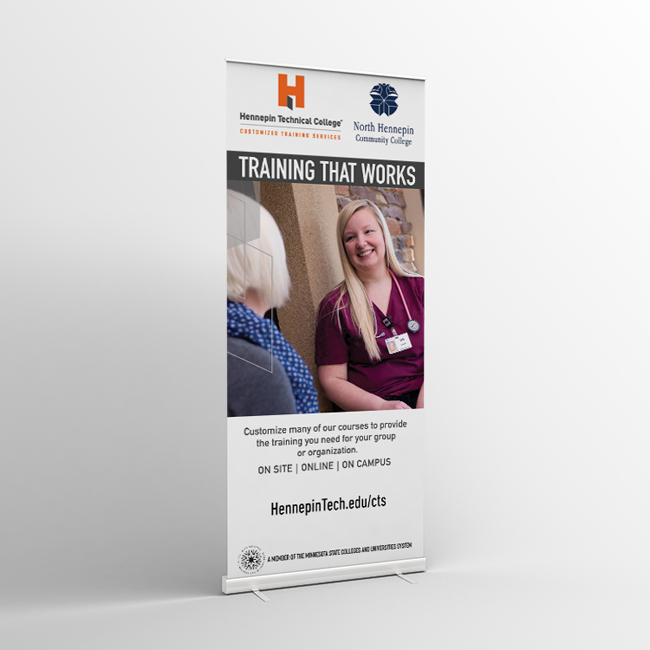 Hennepin Technical College
CUSTOMIZED TRAINING SERVICES
North Hennepin
Community College
TRAINING THAT WORKS
Customize many of our courses to provide
the training you need for your group
or organization.
ON SITE | ONLINE | ON CAMPUS
HennepinTech.edu/cts
A MEMBER OF THE MINNESOTA STATE COLLEGES AND UNIVERSITIES SYSTEM